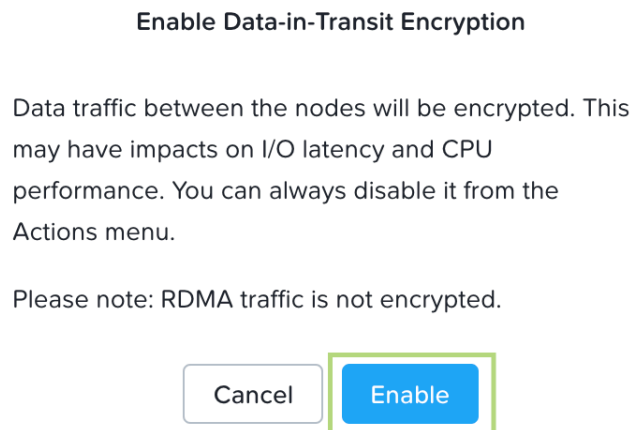 Enable Data-in-Transit Encryption
Data traffic between the nodes will be encrypted. This
may have impacts on I/O latency and CPU
performance. You can always disable it from the
Actions menu.
Please note: RDMA traffic is not encrypted.
Cancel
Enable